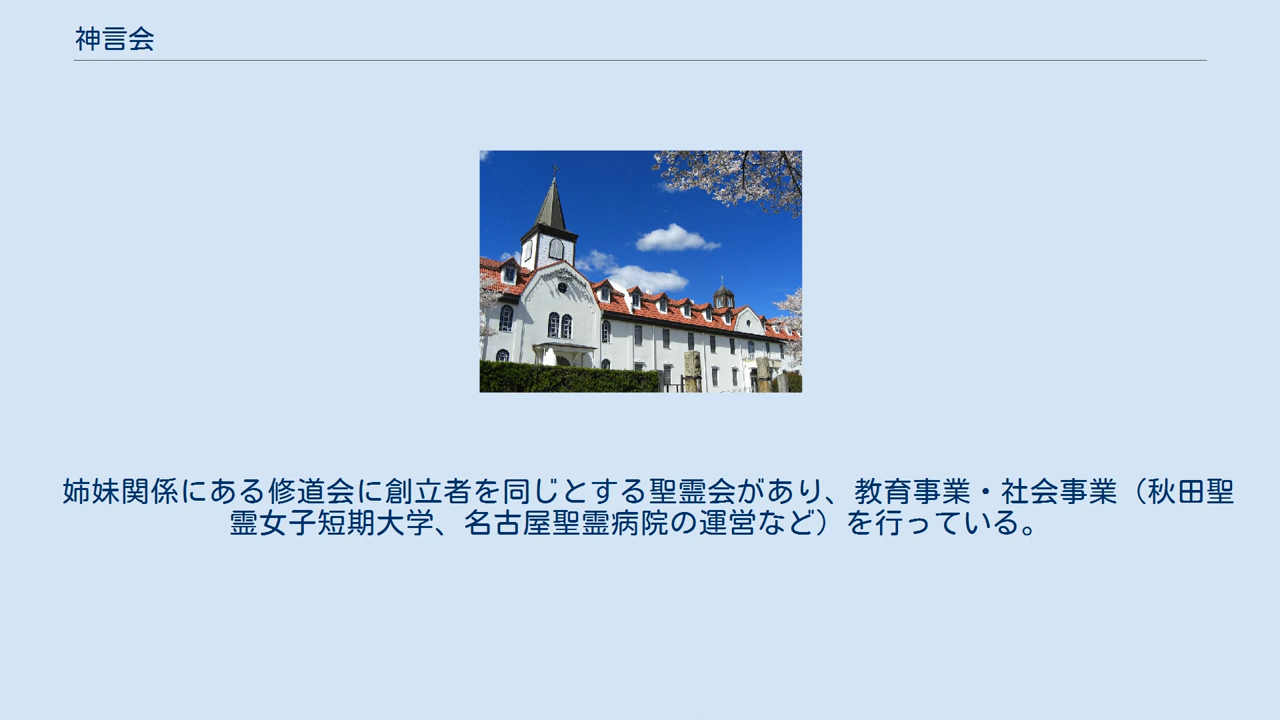 神言会
姉妹関係にある修道会に創立者を同じとする聖霊会があり、教育事業・社会事業（秋田聖
霊女子短期大学、名古屋聖霊病院の運営など）を行っている。